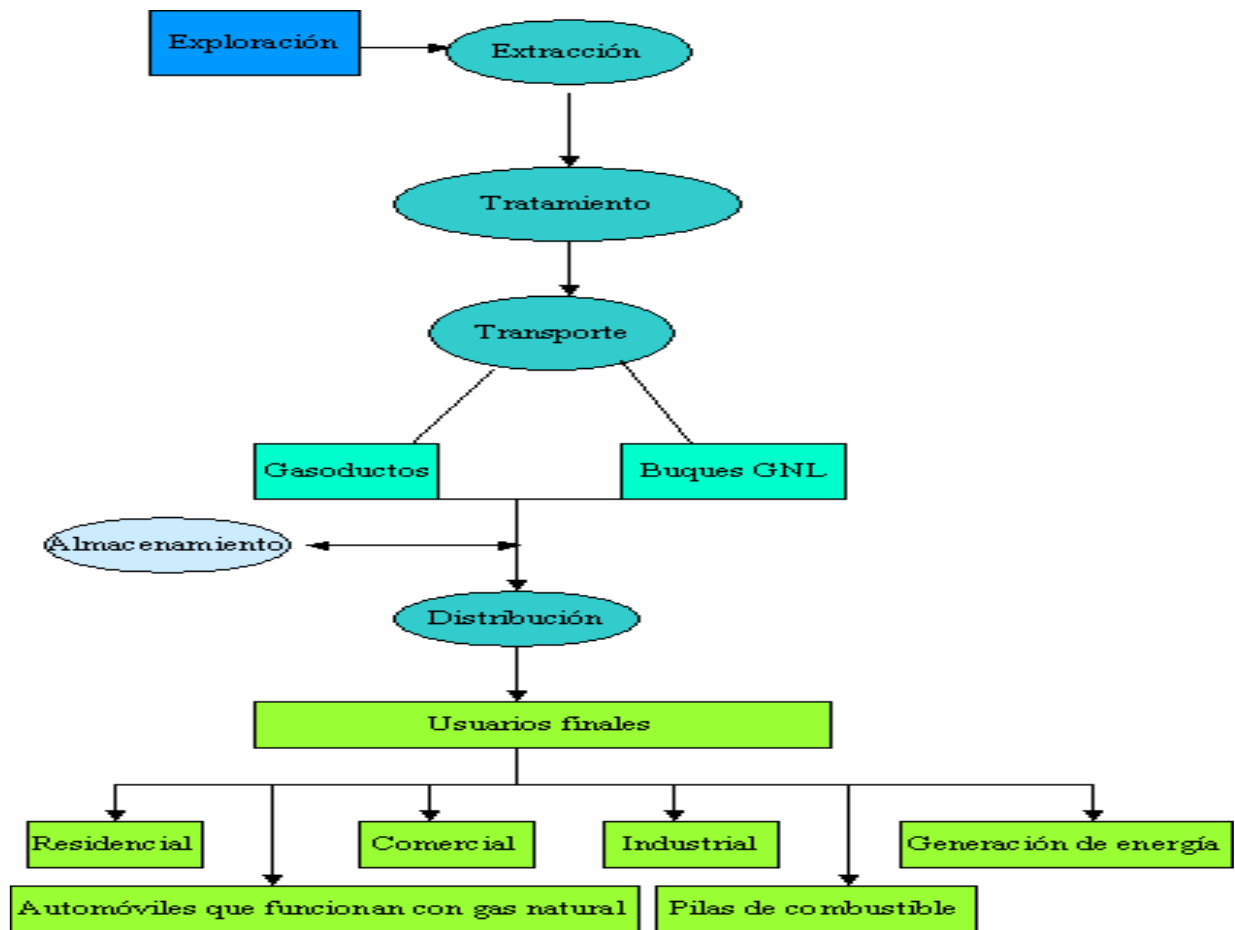 Exploración
Extracción
Tratamiento
Transporte
Gasoductos
Buques GNL
Almacenamiento
Distribución
Usuarios finales
Residencial
Comercial
Industrial
Generación de energía
Automóviles que funcionan con gas natural
Pilas de combustible